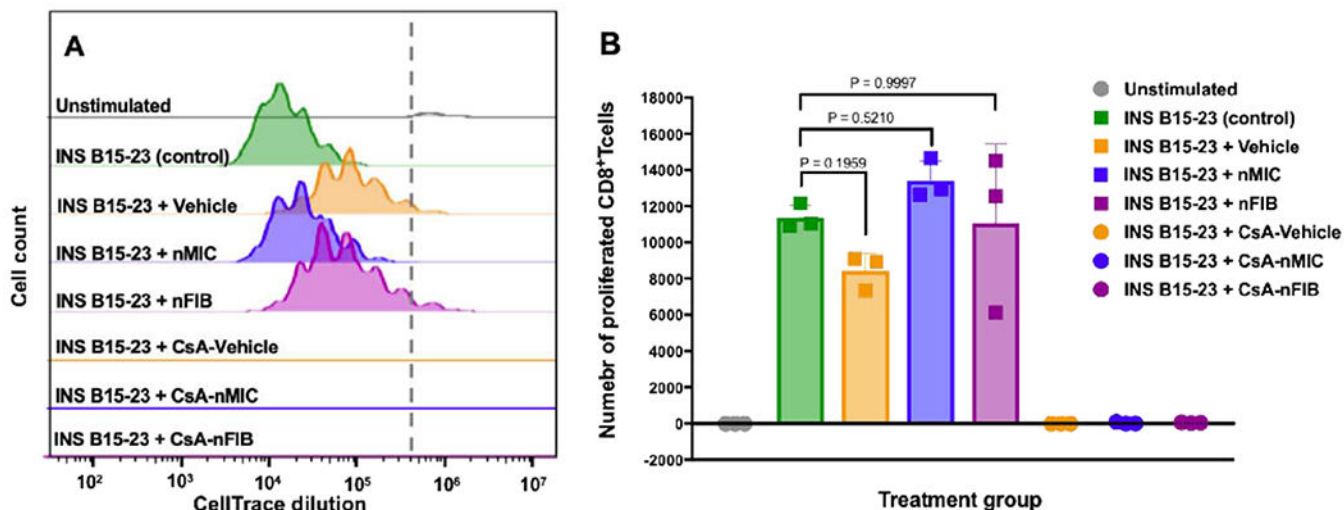 A
Unstimulated
INS B15-23 (control)
INS B15-23 + Vehicle
INS B15-23 + nMIC
INS B15-23 + nFIB
INS B15-23 + CsA-Vehicle
INS B15-23 + CsA-nMIC
INS B15-23 + CsA-nFIB
Cell count
10² 10³ 10⁴ 10⁵ 10⁶ 10⁷
CellTrace dilution
B
P = 0.9997
P = 0.5210
P = 0.1959
18000
16000
14000
12000
10000
8000
6000
4000
2000
0
-2000
Numebr of proliferated CD8⁺Tcells
Treatment group
Unstimulated
INS B15-23 (control)
INS B15-23 + Vehicle
INS B15-23 + nMIC
INS B15-23 + nFIB
INS B15-23 + CsA-Vehicle
INS B15-23 + CsA-nMIC
INS B15-23 + CsA-nFIB